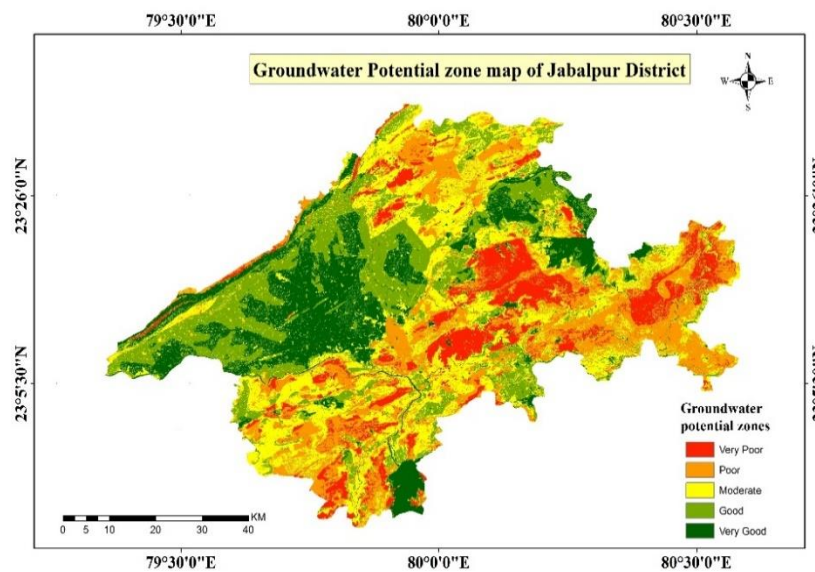 79°30'0"E 80°0'0"E 80°30'0"E
Groundwater Potential zone map of Jabalpur District
N
W E
S
23°26'0"N
23°5'30"N
Groundwater
potential zones
Very Poor
Poor
Moderate
Good
Very Good
KM
0 5 10 20 30 40
79°30'0"E 80°0'0"E 80°30'0"E